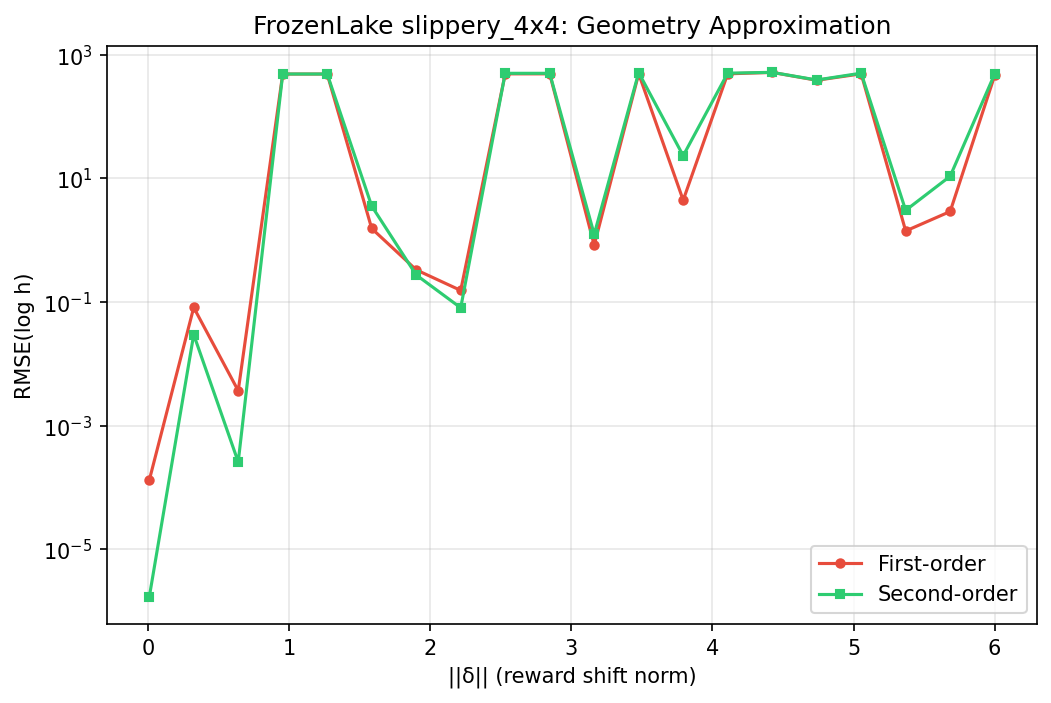 FrozenLake slippery_4x4: Geometry Approximation
RMSE(log h)
10³
10¹
10⁻¹
10⁻³
10⁻⁵
First-order
Second-order
0 1 2 3 4 5 6
||δ|| (reward shift norm)